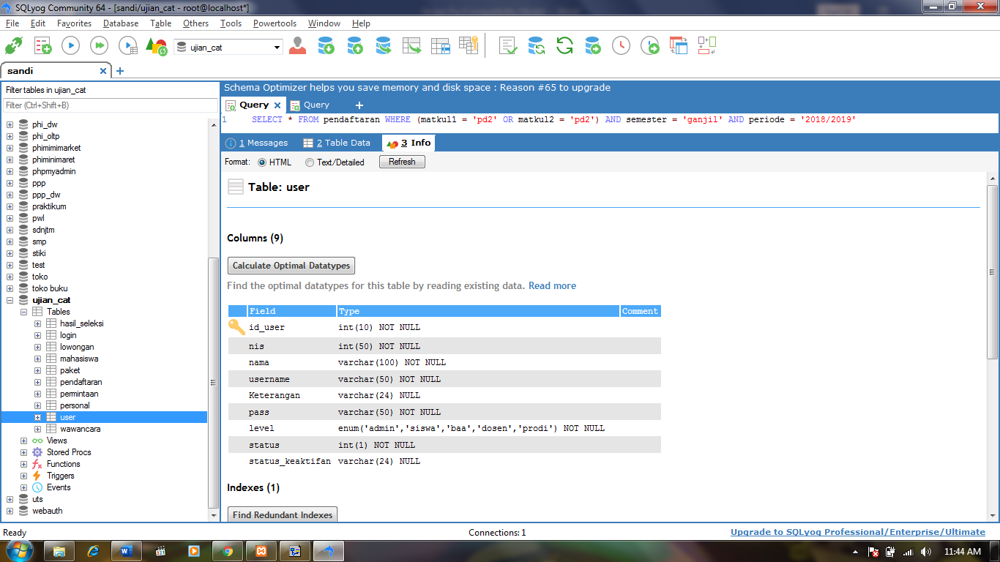 SQLyog Community 64 - [sandi/ujian_cat - root@localhost*]
File Edit Favorites Database Table Others Tools Powertools Window Help
ujian_cat
sandi
Filter tables in ujian_cat
Filter (Ctrl+Shift+B)
phi_dw
phi_oltp
phimimimarket
phiminimaret
phpmyadmin
ppp
ppp_dw
praktikum
pwl
sdnjtm
smp
stiki
test
toko
toko buku
ujian_cat
Tables
hasil_seleksi
login
lowongan
mahasiswa
paket
pendaftaran
permintaan
personal
user
wawancara
Views
Stored Procs
Functions
Triggers
Events
uts
webauth
Schema Optimizer helps you save memory and disk space : Reason #65 to upgrade
Query Query
1 SELECT * FROM pendaftaran WHERE (matkul1 = 'pd2' OR matkul2 = 'pd2') AND semester = 'ganjil' AND periode = '2018/2019'
1 Messages 2 Table Data 3 Info
Format: HTML Text/Detailed Refresh
Table: user
Columns (9)
Calculate Optimal Datatypes
Find the optimal datatypes for this table by reading existing data. Read more
Field Type Comment
id_user int(10) NOT NULL
nis int(50) NOT NULL
nama varchar(100) NOT NULL
username varchar(50) NOT NULL
Keterangan varchar(24) NULL
pass varchar(50) NOT NULL
level enum('admin','siswa','baa','dosen','prodi') NOT NULL
status int(1) NOT NULL
status_keaktifan varchar(24) NULL
Indexes (1)
Find Redundant Indexes
Ready Connections: 1 Upgrade to SQLyog Professional/Enterprise/Ultimate
11:44 AM